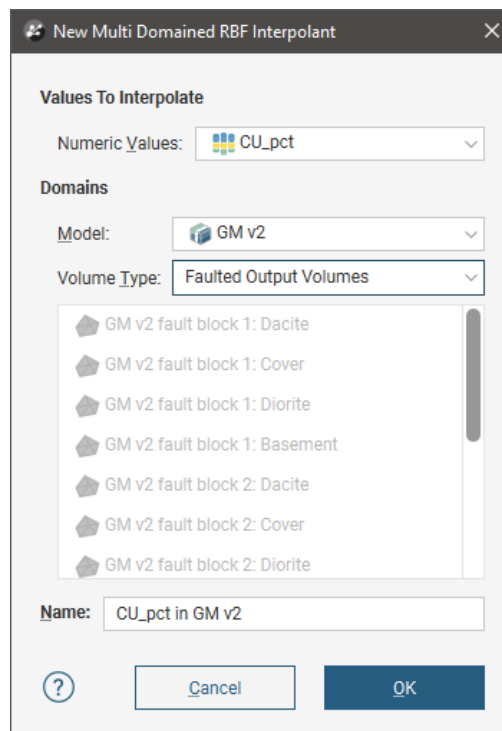 New Multi Domained RBF Interpolant
Values To Interpolate
Numeric Values: CU_pct
Domains
Model: GM v2
Volume Type: Faulted Output Volumes
GM v2 fault block 1: Dacite
GM v2 fault block 1: Cover
GM v2 fault block 1: Diorite
GM v2 fault block 1: Basement
GM v2 fault block 2: Dacite
GM v2 fault block 2: Cover
GM v2 fault block 2: Diorite
Name: CU_pct in GM v2
? Cancel OK